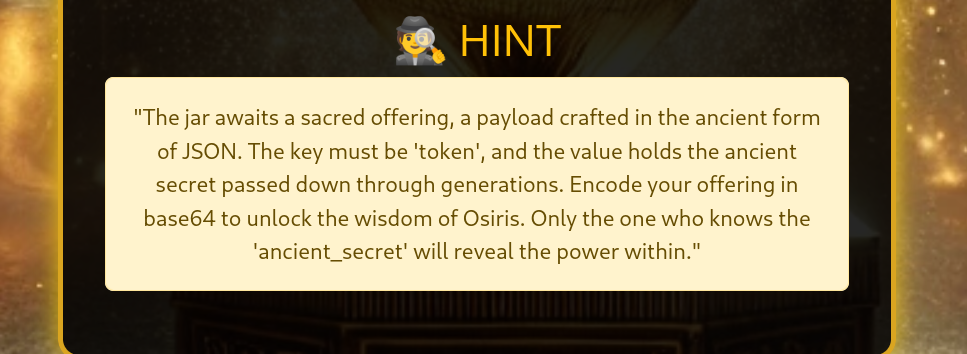 HINT
"The jar awaits a sacred offering, a payload crafted in the ancient form
of JSON. The key must be 'token', and the value holds the ancient
secret passed down through generations. Encode your offering in
base64 to unlock the wisdom of Osiris. Only the one who knows the
'ancient_secret' will reveal the power within."